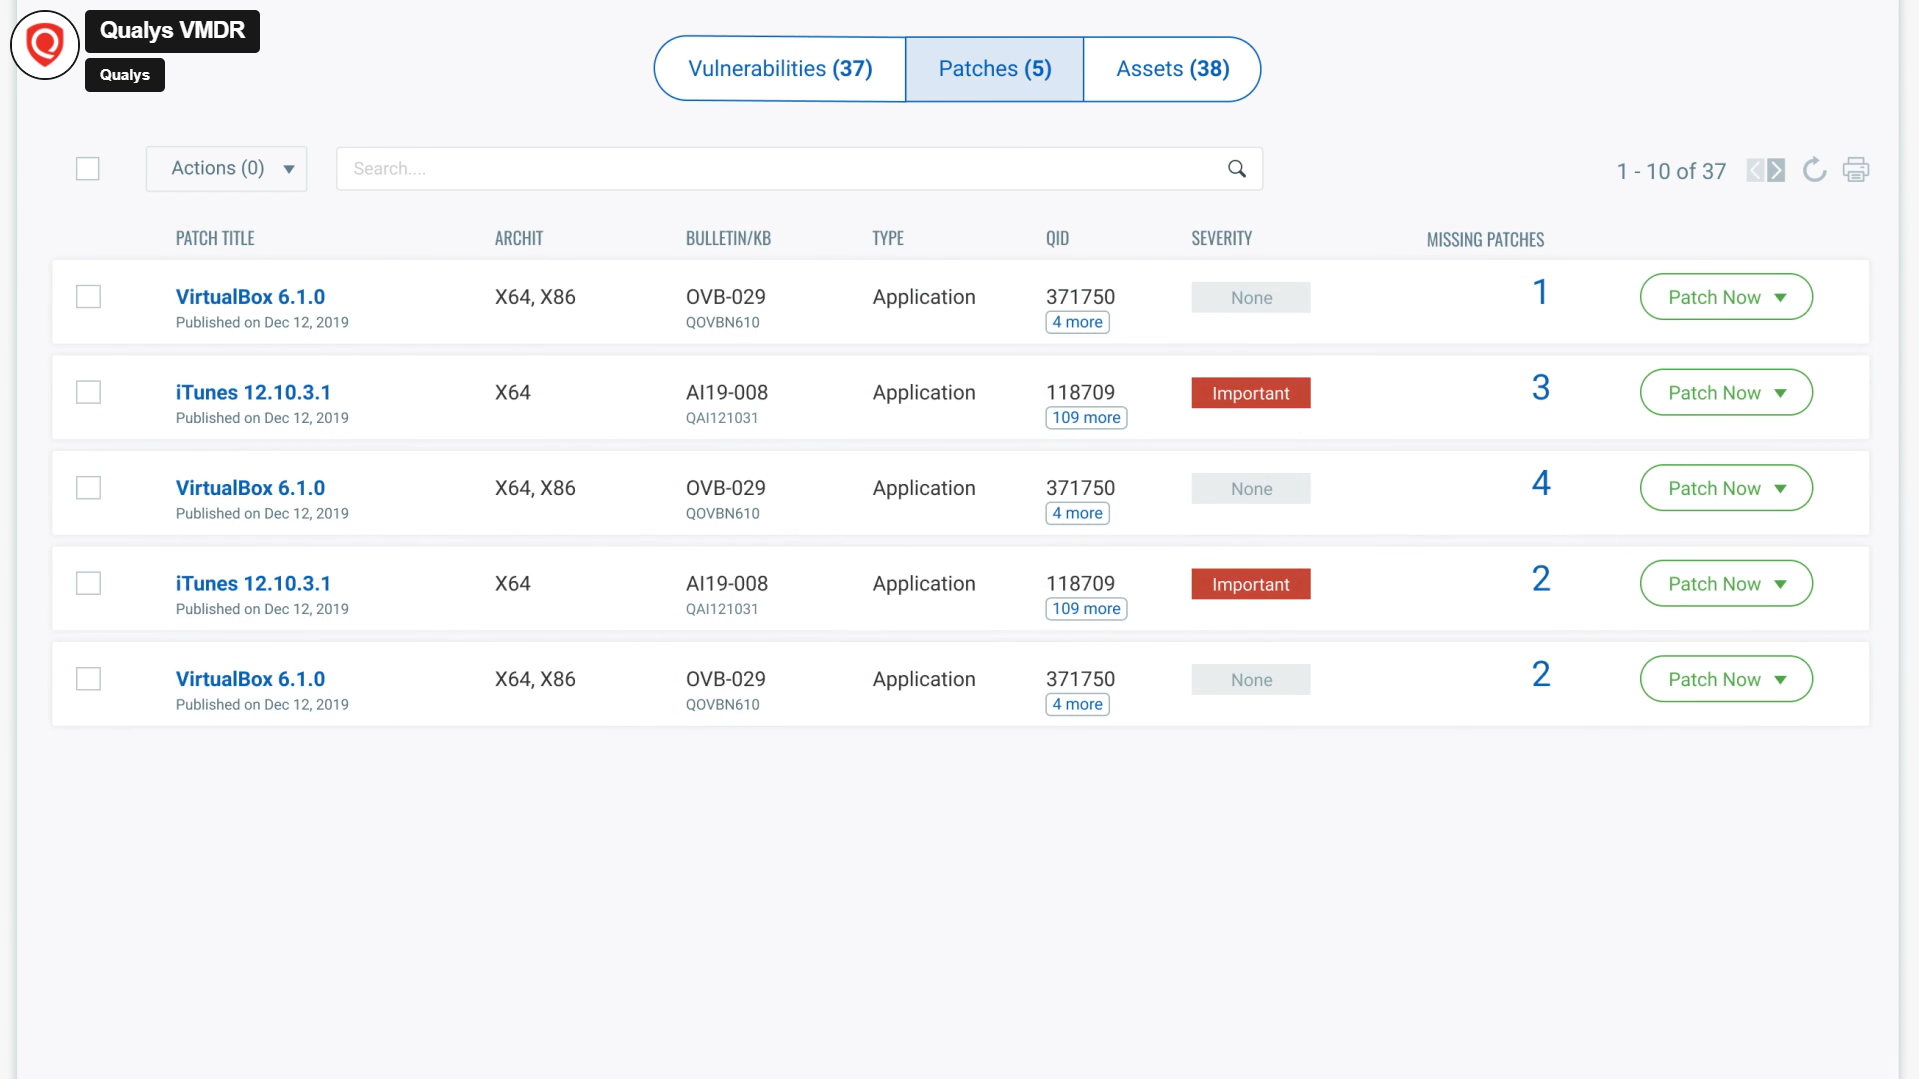 Qualys VMDR
Qualys
Vulnerabilities (37)
Patches (5)
Assets (38)
Actions (0)
Search....
1 - 10 of 37
PATCH TITLE
ARCHIT
BULLETIN/KB
TYPE
QID
SEVERITY
MISSING PATCHES
VirtualBox 6.1.0
Published on Dec 12, 2019
X64, X86
OVB-029
QOVBN610
Application
371750
4 more
None
1
Patch Now
iTunes 12.10.3.1
Published on Dec 12, 2019
X64
AI19-008
QAI121031
Application
118709
109 more
Important
3
Patch Now
VirtualBox 6.1.0
Published on Dec 12, 2019
X64, X86
OVB-029
QOVBN610
Application
371750
4 more
None
4
Patch Now
iTunes 12.10.3.1
Published on Dec 12, 2019
X64
AI19-008
QAI121031
Application
118709
109 more
Important
2
Patch Now
VirtualBox 6.1.0
Published on Dec 12, 2019
X64, X86
OVB-029
QOVBN610
Application
371750
4 more
None
2
Patch Now